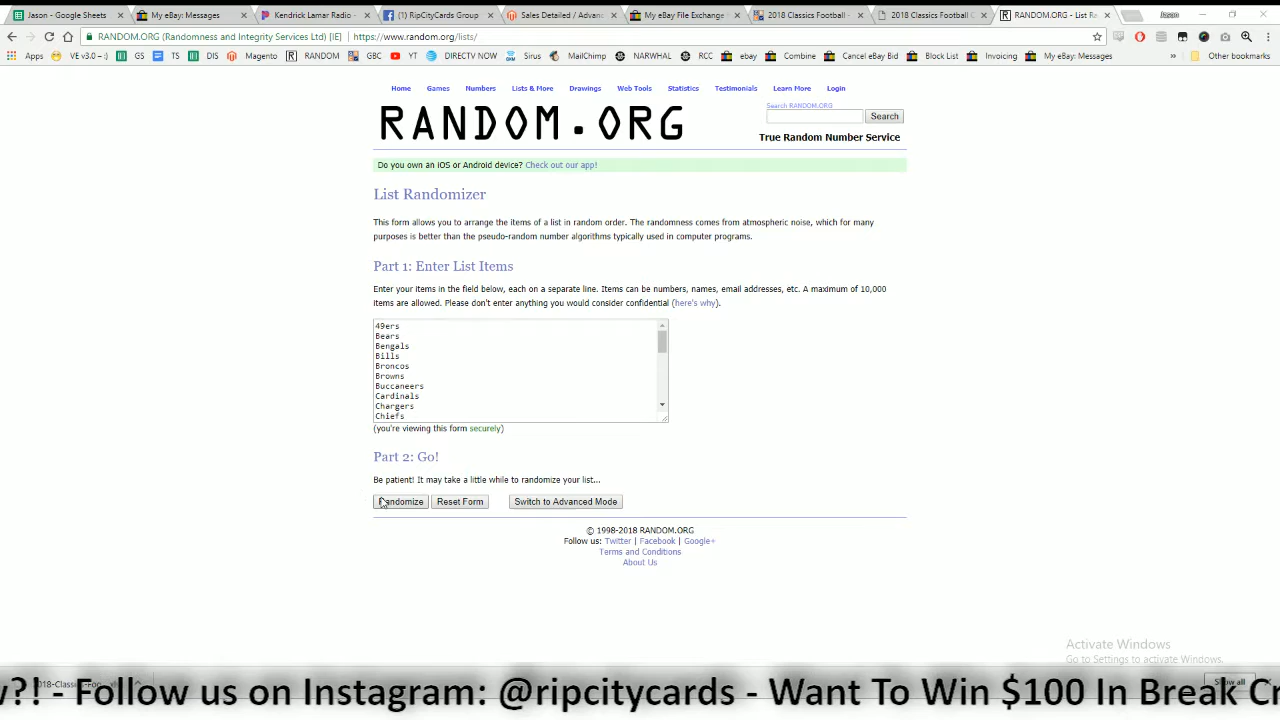 Jason - Google Sheets
My eBay: Messages
Kendrick Lamar Radio -
(1) RipCityCards Group
Sales Detailed / Advanc
My eBay File Exchange
2018 Classics Football -
2018 Classics Football C
RANDOM.ORG - List Ra
Jason
RANDOM.ORG (Randomness and Integrity Services Ltd) [IE]
https://www.random.org/lists/
Apps
VE v3.0 -- :)
GS
TS
DIS
Magento
RANDOM
GBC
YT
DIRECTV NOW
Sirus
MailChimp
NARWHAL
RCC
ebay
Combine
Cancel eBay Bid
Block List
Invoicing
My eBay: Messages
Other bookmarks
Home Games Numbers Lists & More Drawings Web Tools Statistics Testimonials Learn More Login
RANDOM.ORG
Search RANDOM.ORG
Search
True Random Number Service
Do you own an iOS or Android device? Check out our app!
List Randomizer
This form allows you to arrange the items of a list in random order. The randomness comes from atmospheric noise, which for many
purposes is better than the pseudo-random number algorithms typically used in computer programs.
Part 1: Enter List Items
Enter your items in the field below, each on a separate line. Items can be numbers, names, email addresses, etc. A maximum of 10,000
items are allowed. Please don't enter anything you would consider confidential (here's why).
49ers
Bears
Bengals
Bills
Broncos
Browns
Buccaneers
Cardinals
Chargers
Chiefs
(you're viewing this form securely)
Part 2: Go!
Be patient! It may take a little while to randomize your list...
Randomize
Reset Form
Switch to Advanced Mode
© 1998-2018 RANDOM.ORG
Follow us: Twitter | Facebook | Google+
Terms and Conditions
About Us
Activate Windows
Go to Settings to activate Windows.
2018-Classics-Foo
Show all
?! - Follow us on Instagram: @ripcitycards - Want To Win $100 In Break Cr